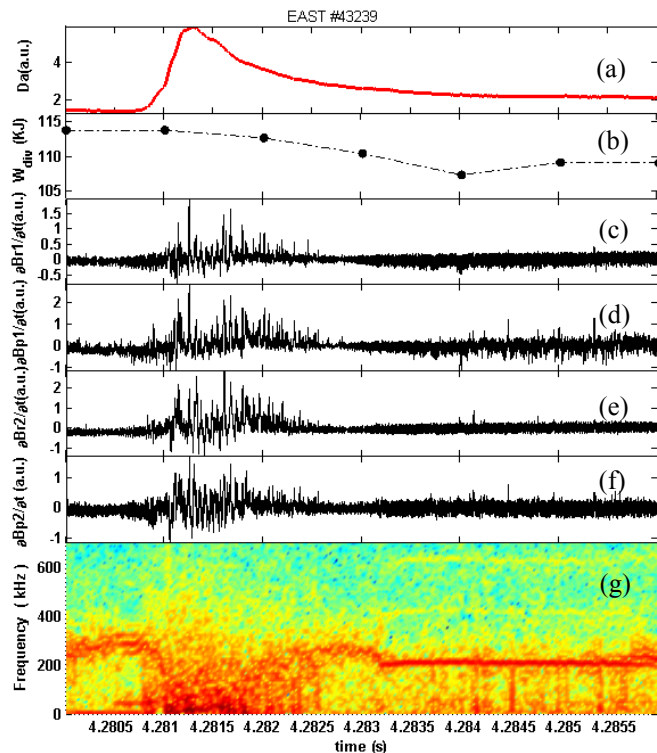 EAST #43239
Da(a.u.)
4
2
(a)
W_div (KJ)
115
110
105
(b)
∂Br1/∂t(a.u.)
1.5
1
0.5
0
-0.5
(c)
∂Bp1/∂t(a.u.)
2
1
0
-1
(d)
∂Br2/∂t(a.u.)
2
1
0
-1
(e)
∂Bp2/∂t (a.u.)
1
0
-1
(f)
Frequency ( kHz)
600
400
200
0
(g)
4.2805 4.281 4.2815 4.282 4.2825 4.283 4.2835 4.284 4.2845 4.285 4.2855
time (s)